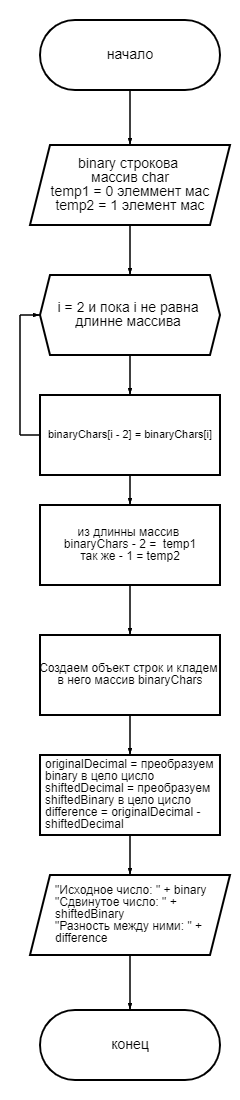 начало
binary строкова
массив char
temp1 = 0 элеммент мас
temp2 = 1 элемент мас
i = 2 и пока i не равна
длинне массива
binaryChars[i - 2] = binaryChars[i]
из длинны массив
binaryChars - 2 = temp1
так же - 1 = temp2
Создаем объект строк и кладем
в него массив binaryChars
originalDecimal = преобразуем
binary в цело цисло
shiftedDecimal = преобразуем
shiftedBinary в цело цисло
difference = originalDecimal -
shiftedDecimal
"Исходное число: " + binary
"Сдвинутое число: " +
shiftedBinary
"Разность между ними: " +
difference
конец